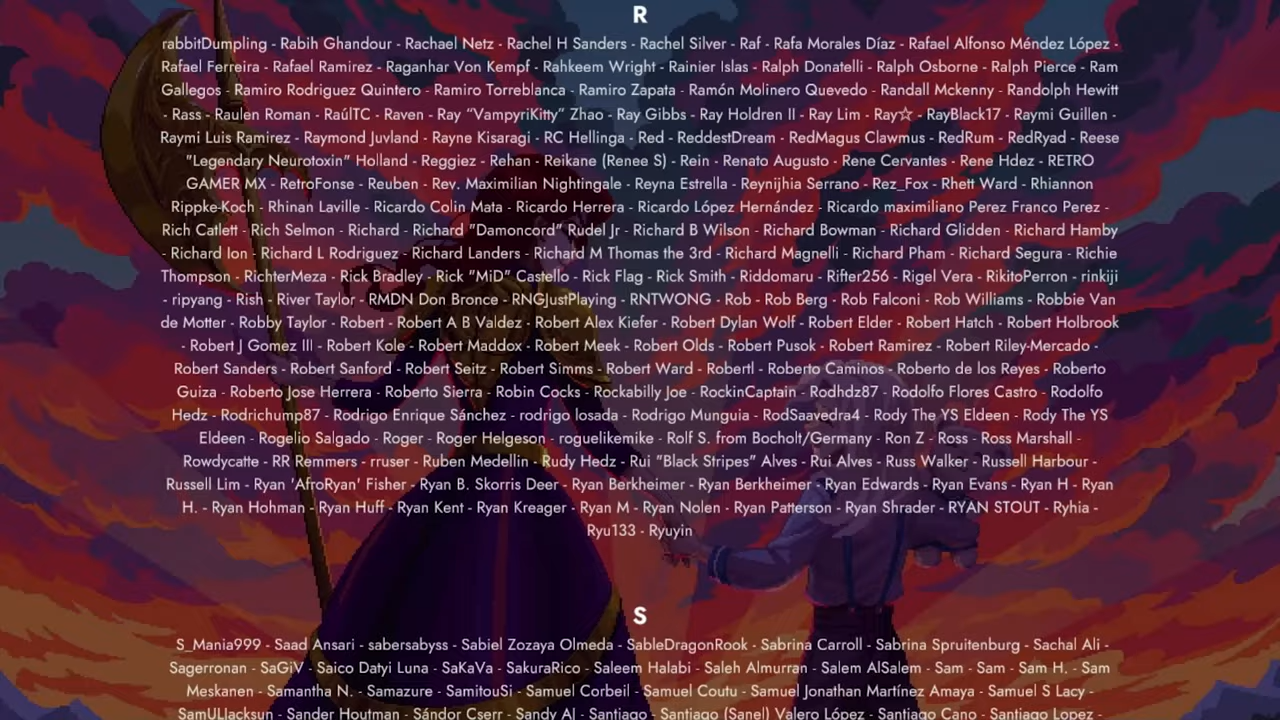 R
rabbitDumpling - Rabih Ghandour - Rachael Netz - Rachel H Sanders - Rachel Silver - Raf - Rafa Morales Díaz - Rafael Alfonso Méndez López -
Rafael Ferreira - Rafael Ramirez - Raganhar Von Kempf - Rahkeem Wright - Rainier Islas - Ralph Donatelli - Ralph Osborne - Ralph Pierce - Ram
Gallegos - Ramiro Rodriguez Quintero - Ramiro Torreblanca - Ramiro Zapata - Ramón Molinero Quevedo - Randall Mckenny - Randolph Hewitt
- Rass - Raulen Roman - RaúlTC - Raven - Ray “VampyriKitty” Zhao - Ray Gibbs - Ray Holdren II - Ray Lim - Ray☆ - RayBlack17 - Raymi Guillen -
Raymi Luis Ramirez - Raymond Juvland - Rayne Kisaragi - RC Hellinga - Red - ReddestDream - RedMagus Clawmus - RedRum - RedRyad - Reese
"Legendary Neurotoxin" Holland - Reggiez - Rehan - Reikane (Renee S) - Rein - Renato Augusto - Rene Cervantes - Rene Hdez - RETRO
GAMER MX - RetroFonse - Reuben - Rev. Maximilian Nightingale - Reyna Estrella - Reynijhia Serrano - Rez_Fox - Rhett Ward - Rhiannon
Rippke-Koch - Rhinan Laville - Ricardo Colin Mata - Ricardo Herrera - Ricardo López Hernández - Ricardo maximiliano Perez Franco Perez -
Rich Catlett - Rich Selmon - Richard - Richard "Damoncord" Rudel Jr - Richard B Wilson - Richard Bowman - Richard Glidden - Richard Hamby
- Richard Ion - Richard L Rodriguez - Richard Landers - Richard M Thomas the 3rd - Richard Magnelli - Richard Pham - Richard Segura - Richie
Thompson - RichterMeza - Rick Bradley - Rick "MiD" Castello - Rick Flag - Rick Smith - Riddomaru - Rifter256 - Rigel Vera - RikitoPerron - rinkiji
- ripyang - Rish - River Taylor - RMDN Don Bronce - RNGJustPlaying - RNTWONG - Rob - Rob Berg - Rob Falconi - Rob Williams - Robbie Van
de Motter - Robby Taylor - Robert - Robert A B Valdez - Robert Alex Kiefer - Robert Dylan Wolf - Robert Elder - Robert Hatch - Robert Holbrook
- Robert J Gomez III - Robert Kole - Robert Maddox - Robert Meek - Robert Olds - Robert Pusok - Robert Ramirez - Robert Riley-Mercado -
Robert Sanders - Robert Sanford - Robert Seitz - Robert Simms - Robert Ward - Robertl - Roberto Caminos - Roberto de los Reyes - Roberto
Guiza - Roberto Jose Herrera - Roberto Sierra - Robin Cocks - Rockabilly Joe - RockinCaptain - Rodhdz87 - Rodolfo Flores Castro - Rodolfo
Hedz - Rodrichump87 - Rodrigo Enrique Sánchez - rodrigo losada - Rodrigo Munguia - RodSaavedra4 - Rody The YS Eldeen - Rody The YS
Eldeen - Rogelio Salgado - Roger - Roger Helgeson - roguelikemike - Rolf S. from Bocholt/Germany - Ron Z - Ross - Ross Marshall -
Rowdycatte - RR Remmers - rruser - Ruben Medellin - Rudy Hedz - Rui "Black Stripes" Alves - Rui Alves - Russ Walker - Russell Harbour -
Russell Lim - Ryan 'AfroRyan' Fisher - Ryan B. Skorris Deer - Ryan Berkheimer - Ryan Berkheimer - Ryan Edwards - Ryan Evans - Ryan H - Ryan
H. - Ryan Hohman - Ryan Huff - Ryan Kent - Ryan Kreager - Ryan M - Ryan Nolen - Ryan Patterson - Ryan Shrader - RYAN STOUT - Ryhia -
Ryu133 - Ryuyin
S
S_Mania999 - Saad Ansari - sabersabyss - Sabiel Zozaya Olmeda - SableDragonRook - Sabrina Carroll - Sabrina Spruitenburg - Sachal Ali -
Sagerronan - SaGiV - Saico Datyi Luna - SaKaVa - SakuraRico - Saleem Halabi - Saleh Almurran - Salem AlSalem - Sam - Sam - Sam H. - Sam
Meskanen - Samantha N. - Samazure - SamitouSi - Samuel Corbeil - Samuel Coutu - Samuel Jonathan Martínez Amaya - Samuel S Lacy -
SamULlacksun - Sander Houtman - Sándor Cserr - Sandy AJ - Santiago - Santiago (Sanel) Valero López - Santiago Cano - Santiago Lopez -